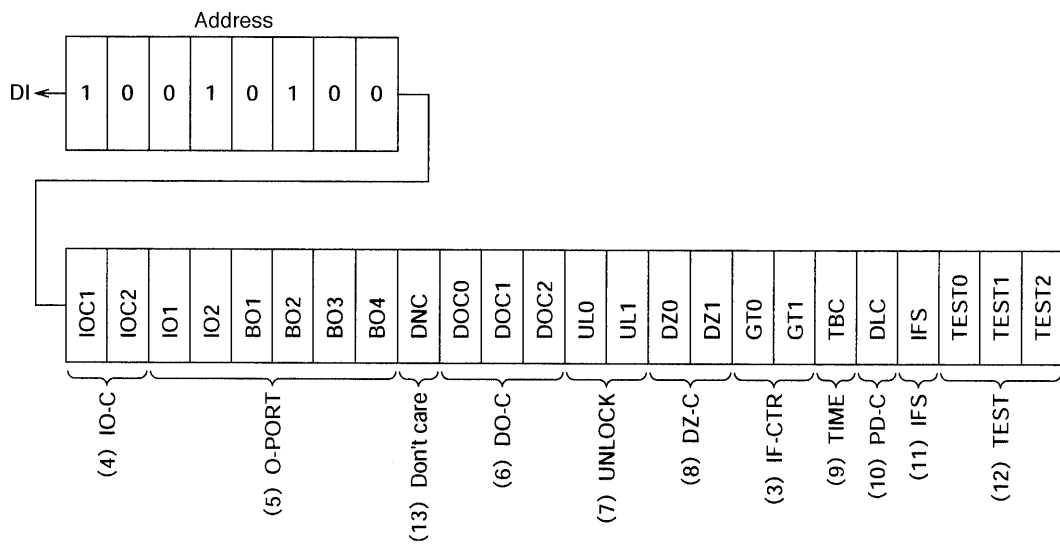 Address
DI 1 0 0 1 0 1 0 0
IOC1 IOC2 IO1 IO2 BO1 BO2 BO3 BO4 DNC DOC0 DOC1 DOC2 UL0 UL1 DZ0 DZ1 GT0 GT1 TBC DLC IFS TEST0 TEST1 TEST2
(4) IO-C
(5) O-PORT
(13) Don't care
(6) DO-C
(7) UNLOCK
(8) DZ-C
(3) IF-CTR
(9) TIME
(10) PD-C
(11) IFS
(12) TEST